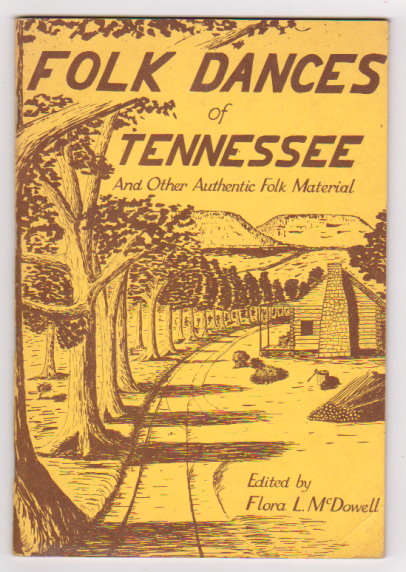 FOLK DANCES
of
TENNESSEE
And Other Authentic Folk Material
Edited by
Flora L. McDowell